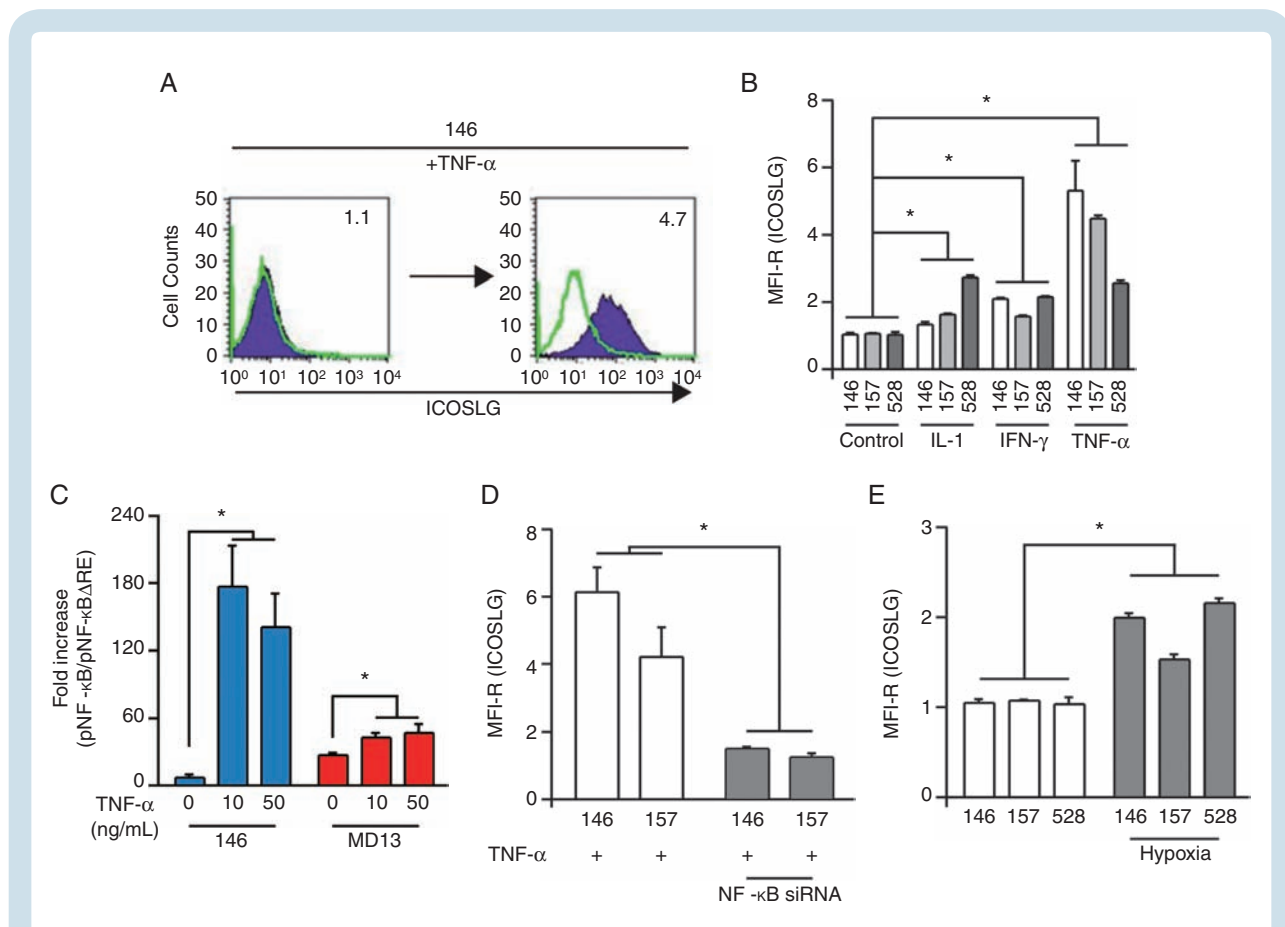 A
146
+TNF-α
Cell Counts
50
40
30
20
10
0
1.1
10⁰ 10¹ 10² 10³ 10⁴
50
40
30
20
10
0
4.7
10⁰ 10¹ 10² 10³ 10⁴
ICOSLG
B
MFI-R (ICOSLG)
8
6
4
2
0
*
*
*
146 157 528 146 157 528 146 157 528 146 157 528
Control IL-1 IFN-γ TNF-α
C
Fold increase
(pNF -κB/pNF-κBΔRE)
240
180
120
60
0
*
*
TNF-α 0 10 50 0 10 50
(ng/mL)
146 MD13
D
MFI-R (ICOSLG)
8
6
4
2
0
*
146 157 146 157
TNF-α + + + +
NF -κB siRNA
E
MFI-R (ICOSLG)
3
2
1
0
*
146 157 528 146 157 528
Hypoxia